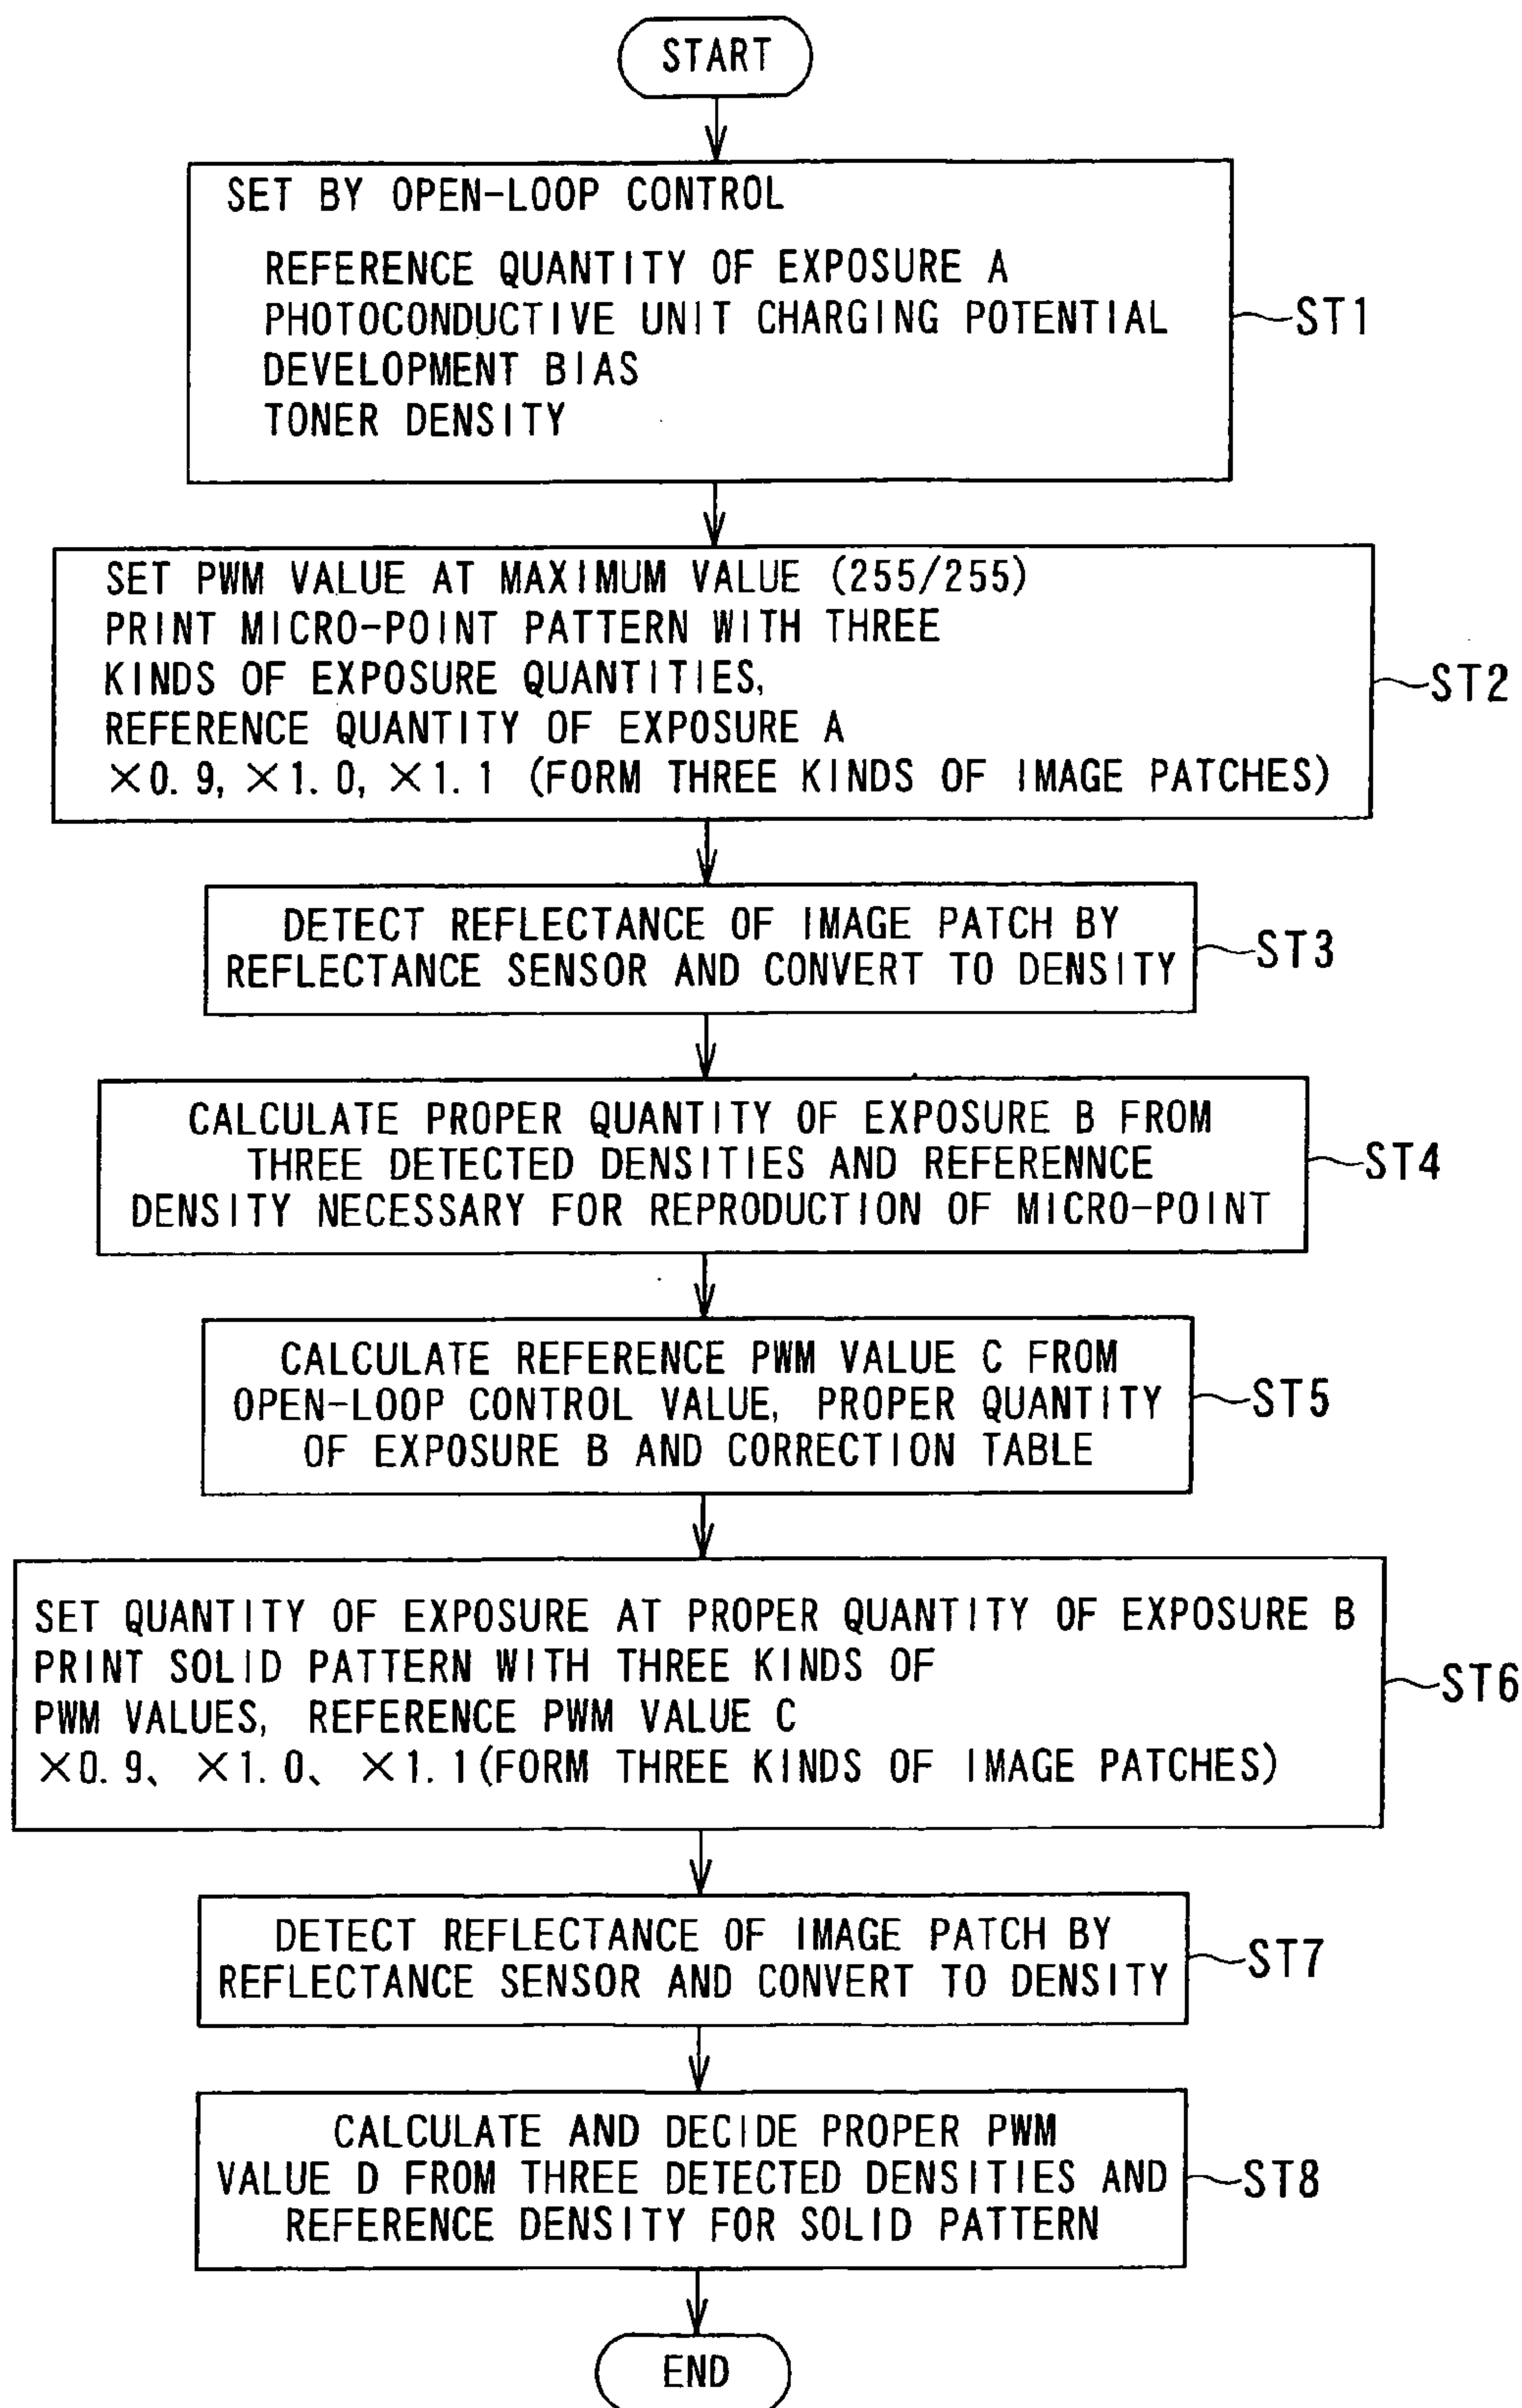 START
SET BY OPEN-LOOP CONTROL
REFERENCE QUANTITY OF EXPOSURE A
PHOTOCONDUCTIVE UNIT CHARGING POTENTIAL
DEVELOPMENT BIAS
TONER DENSITY
ST1
SET PWM VALUE AT MAXIMUM VALUE (255/255)
PRINT MICRO-POINT PATTERN WITH THREE
KINDS OF EXPOSURE QUANTITIES,
REFERENCE QUANTITY OF EXPOSURE A
×0.9, ×1.0, ×1.1 (FORM THREE KINDS OF IMAGE PATCHES)
ST2
DETECT REFLECTANCE OF IMAGE PATCH BY
REFLECTANCE SENSOR AND CONVERT TO DENSITY
ST3
CALCULATE PROPER QUANTITY OF EXPOSURE B FROM
THREE DETECTED DENSITIES AND REFERENNCE
DENSITY NECESSARY FOR REPRODUCTION OF MICRO-POINT
ST4
CALCULATE REFERENCE PWM VALUE C FROM
OPEN-LOOP CONTROL VALUE, PROPER QUANTITY
OF EXPOSURE B AND CORRECTION TABLE
ST5
SET QUANTITY OF EXPOSURE AT PROPER QUANTITY OF EXPOSURE B
PRINT SOLID PATTERN WITH THREE KINDS OF
PWM VALUES, REFERENCE PWM VALUE C
×0.9、 ×1.0、 ×1.1(FORM THREE KINDS OF IMAGE PATCHES)
ST6
DETECT REFLECTANCE OF IMAGE PATCH BY
REFLECTANCE SENSOR AND CONVERT TO DENSITY
ST7
CALCULATE AND DECIDE PROPER PWM
VALUE D FROM THREE DETECTED DENSITIES AND
REFERENCE DENSITY FOR SOLID PATTERN
ST8
END